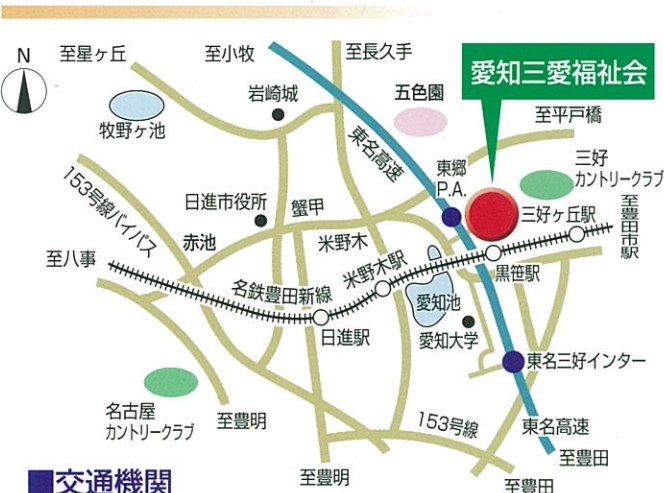 N
至星ヶ丘
至小牧
至長久手
愛知三愛福祉会
岩崎城
五色園
至平戸橋
牧野ヶ池
東名高速
東郷
P.A.
三好
カントリークラブ
153号線バイパス
日進市役所
蟹甲
三好ヶ丘駅
至豊田市駅
赤池
米野木
至八事
米野木駅
黒笹駅
名鉄豊田新線
愛知池
日進駅
愛知大学
東名三好インター
名古屋
カントリークラブ
至豊明
153号線
東名高速
至豊田
至豊明
至豊田
■交通機関